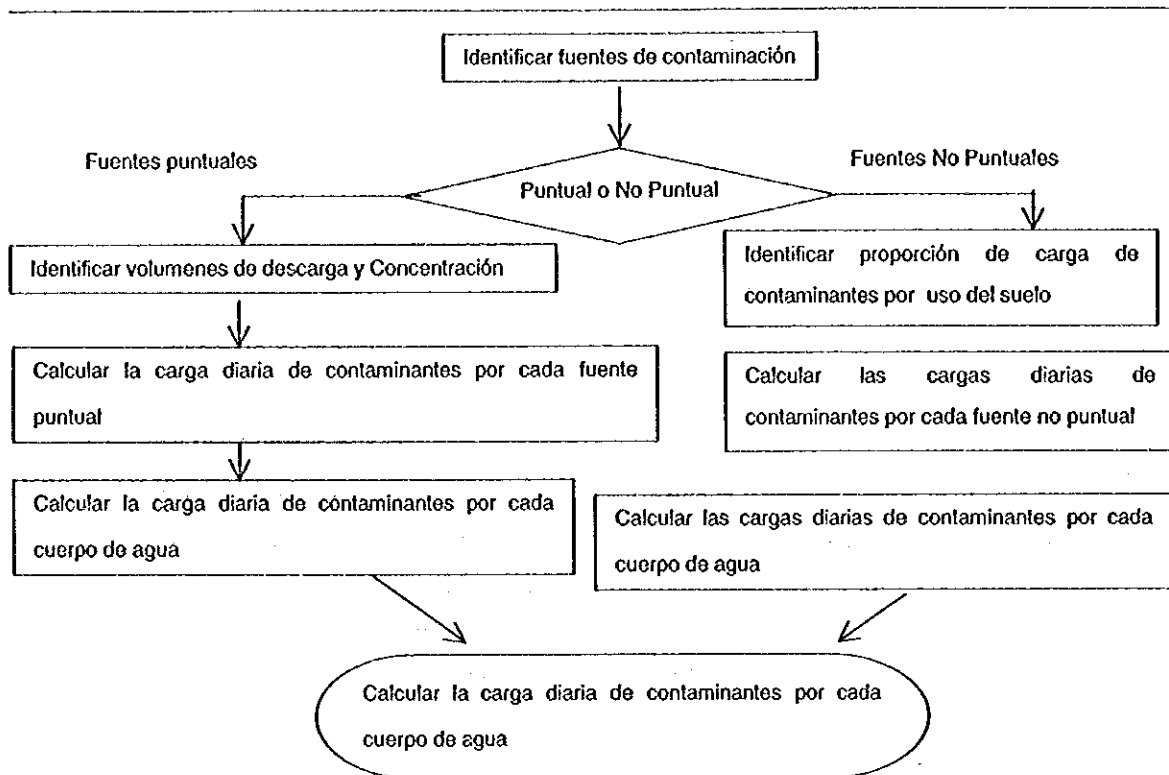 Identificar fuentes de contaminación
Fuentes puntuales
Fuentes No Puntuales
Puntual o No Puntual
Identificar volumenes de descarga y Concentración
Identificar proporción de carga de
contaminantes por uso del suelo
Calcular la carga diaria de contaminantes por cada fuente
puntual
Calcular las cargas diarias de
contaminantes por cada fuente no puntual
Calcular la carga diaria de contaminantes por cada
cuerpo de agua
Calcular las cargas diarias de contaminantes por cada
cuerpo de agua
Calcular la carga diaria de contaminantes por cada
cuerpo de agua